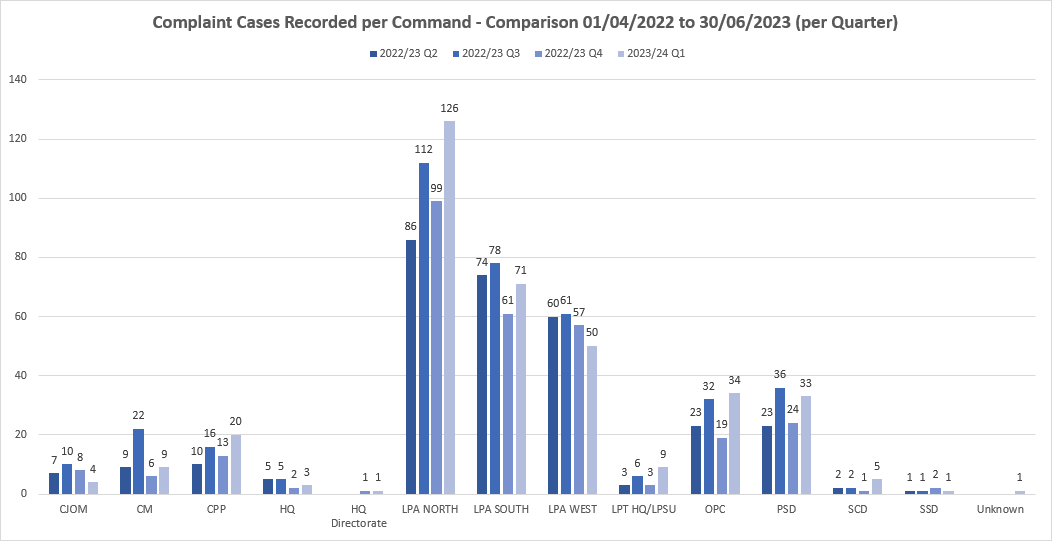 Complaint Cases Recorded per Command - Comparison 01/04/2022 to 30/06/2023 (per Quarter)
2022/23 Q2 2022/23 Q3 2022/23 Q4 2023/24 Q1
140
120
100
80
60
40
20
0
7 10 8 4
9 22 6 9
10 16 13 20
5 5 2 3
1 1
86 112 99 126
74 78 61 71
60 61 57 50
3 6 3 9
23 32 19 34
23 36 24 33
2 2 1 5
1 1 2 1
1
CJOM CM CPP HQ HQ LPA NORTH LPA SOUTH LPA WEST LPT HQ/LPSU OPC PSD SCD SSD Unknown
Directorate